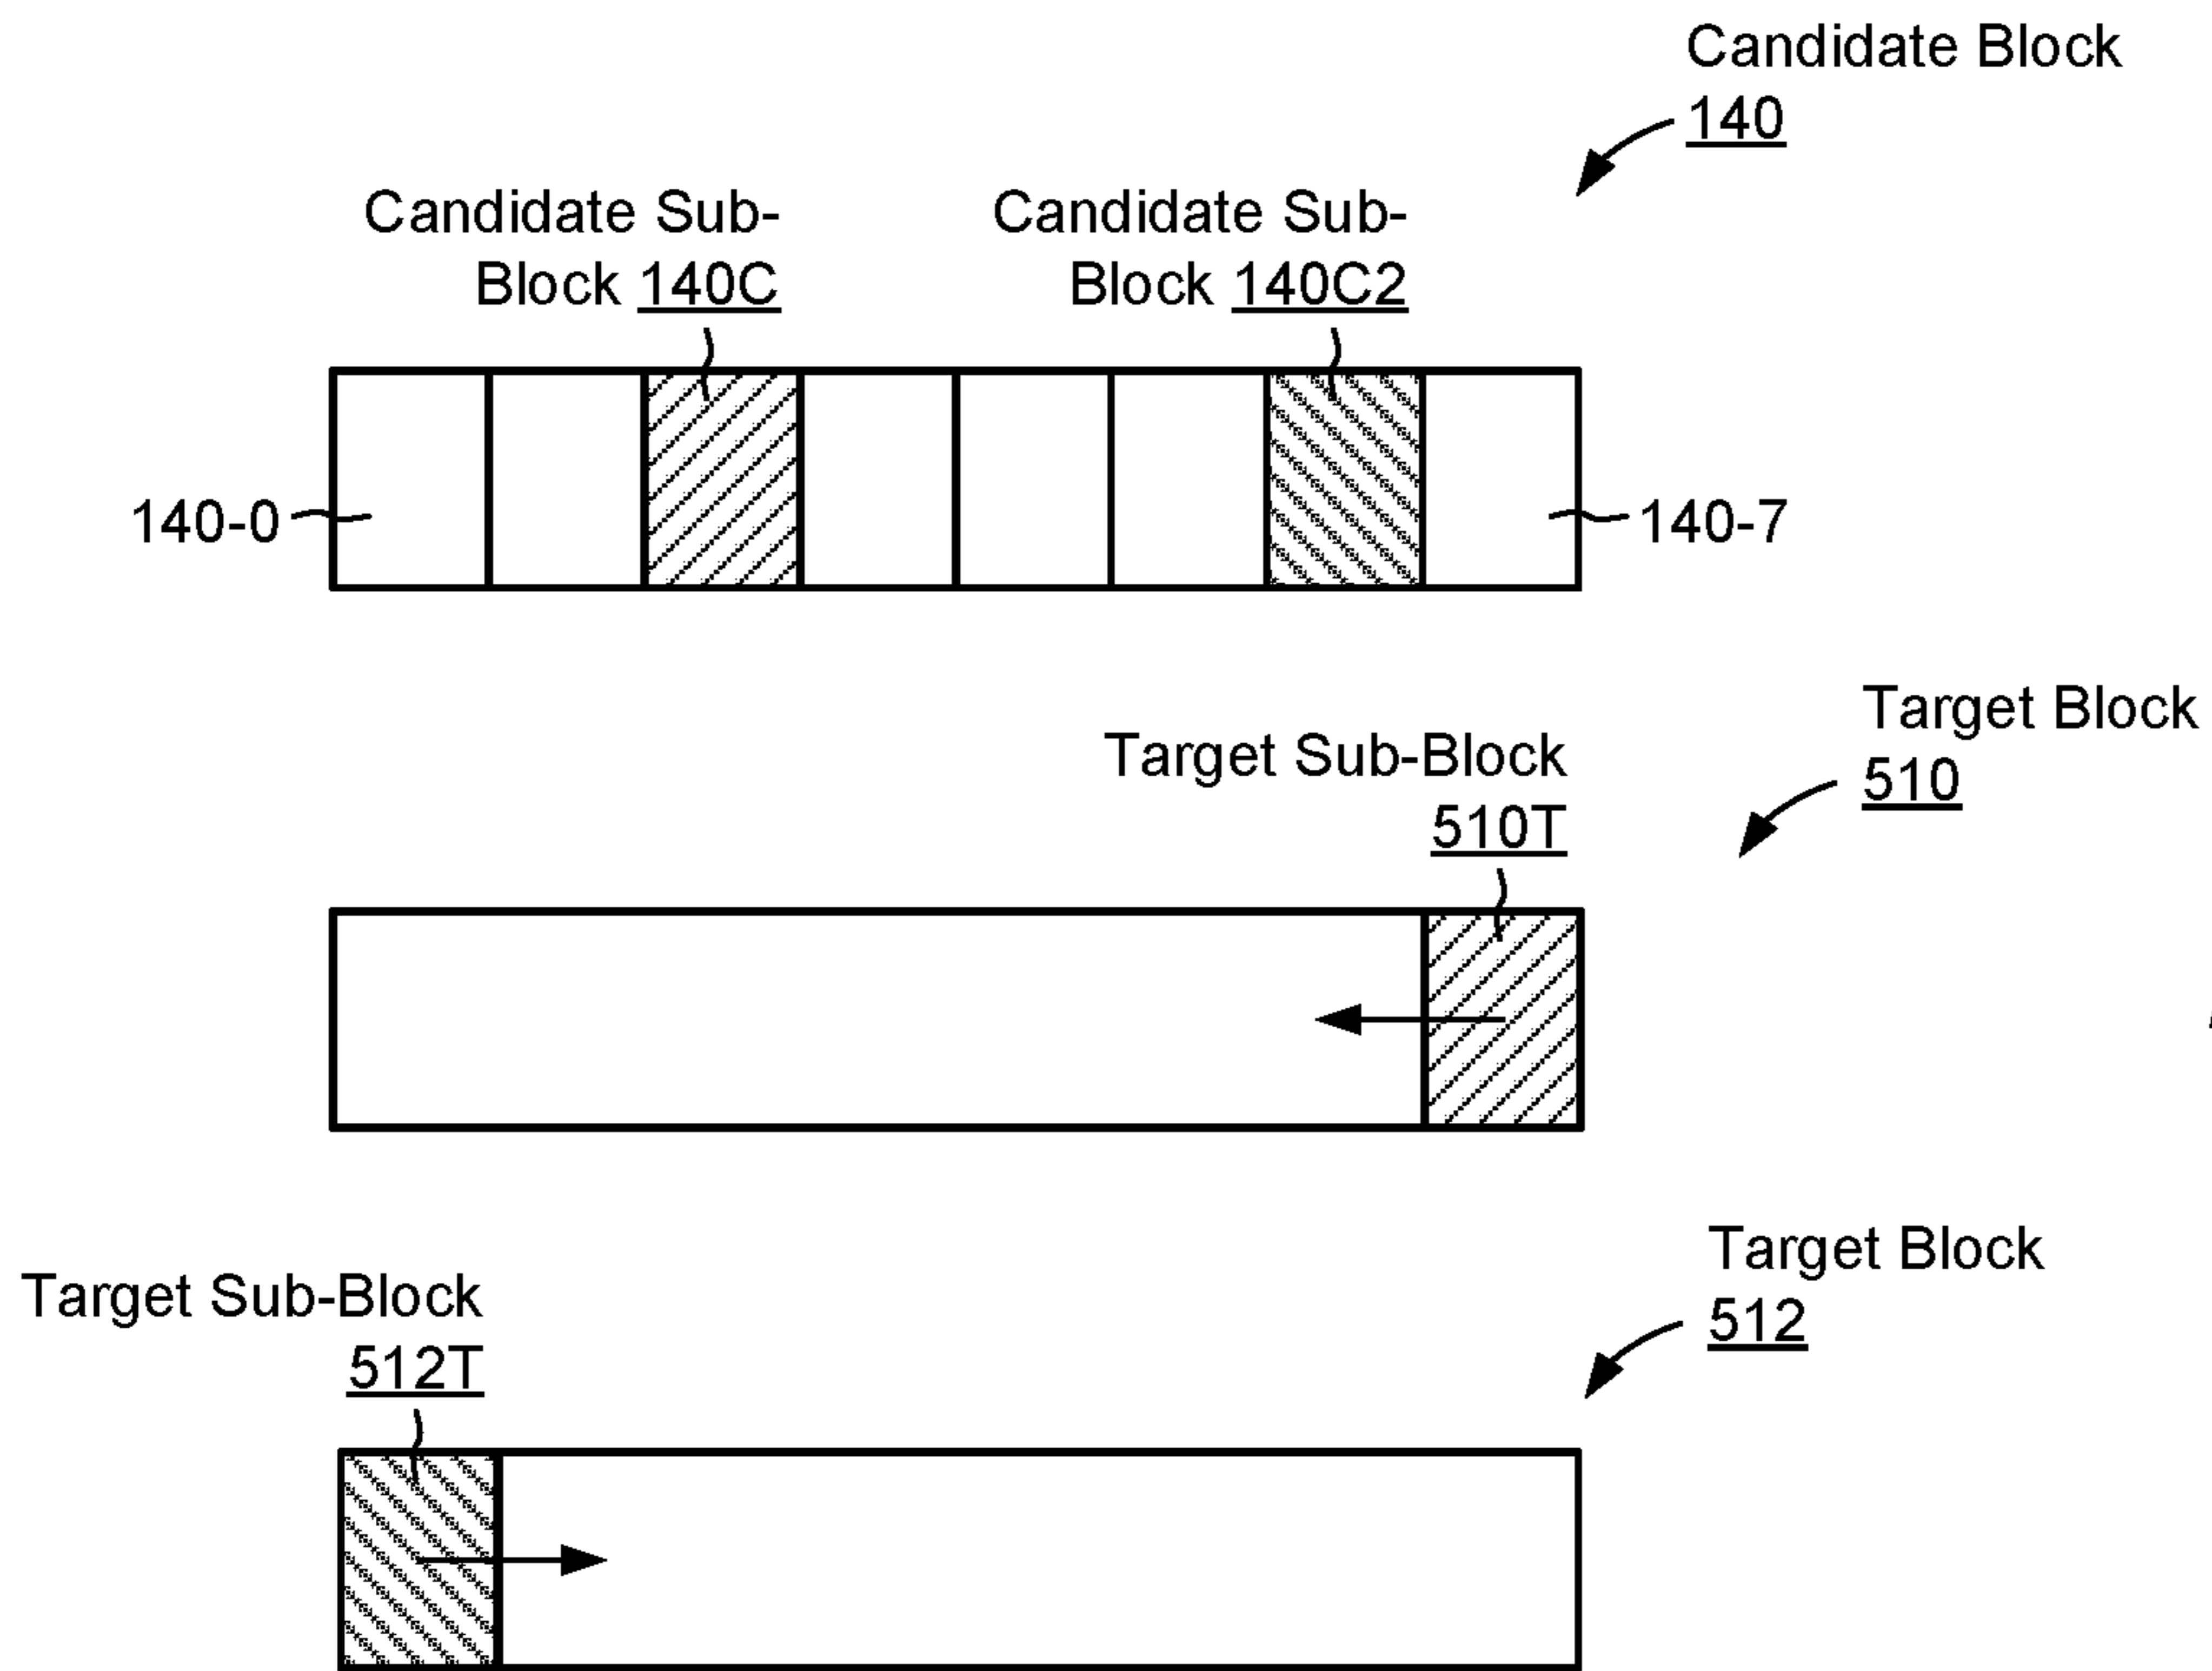 Candidate Block
140
Candidate Sub-
Block 140C
Candidate Sub-
Block 140C2
140-0
140-7
Target Block
510
Target Sub-Block
510T
Target Block
512
Target Sub-Block
512T